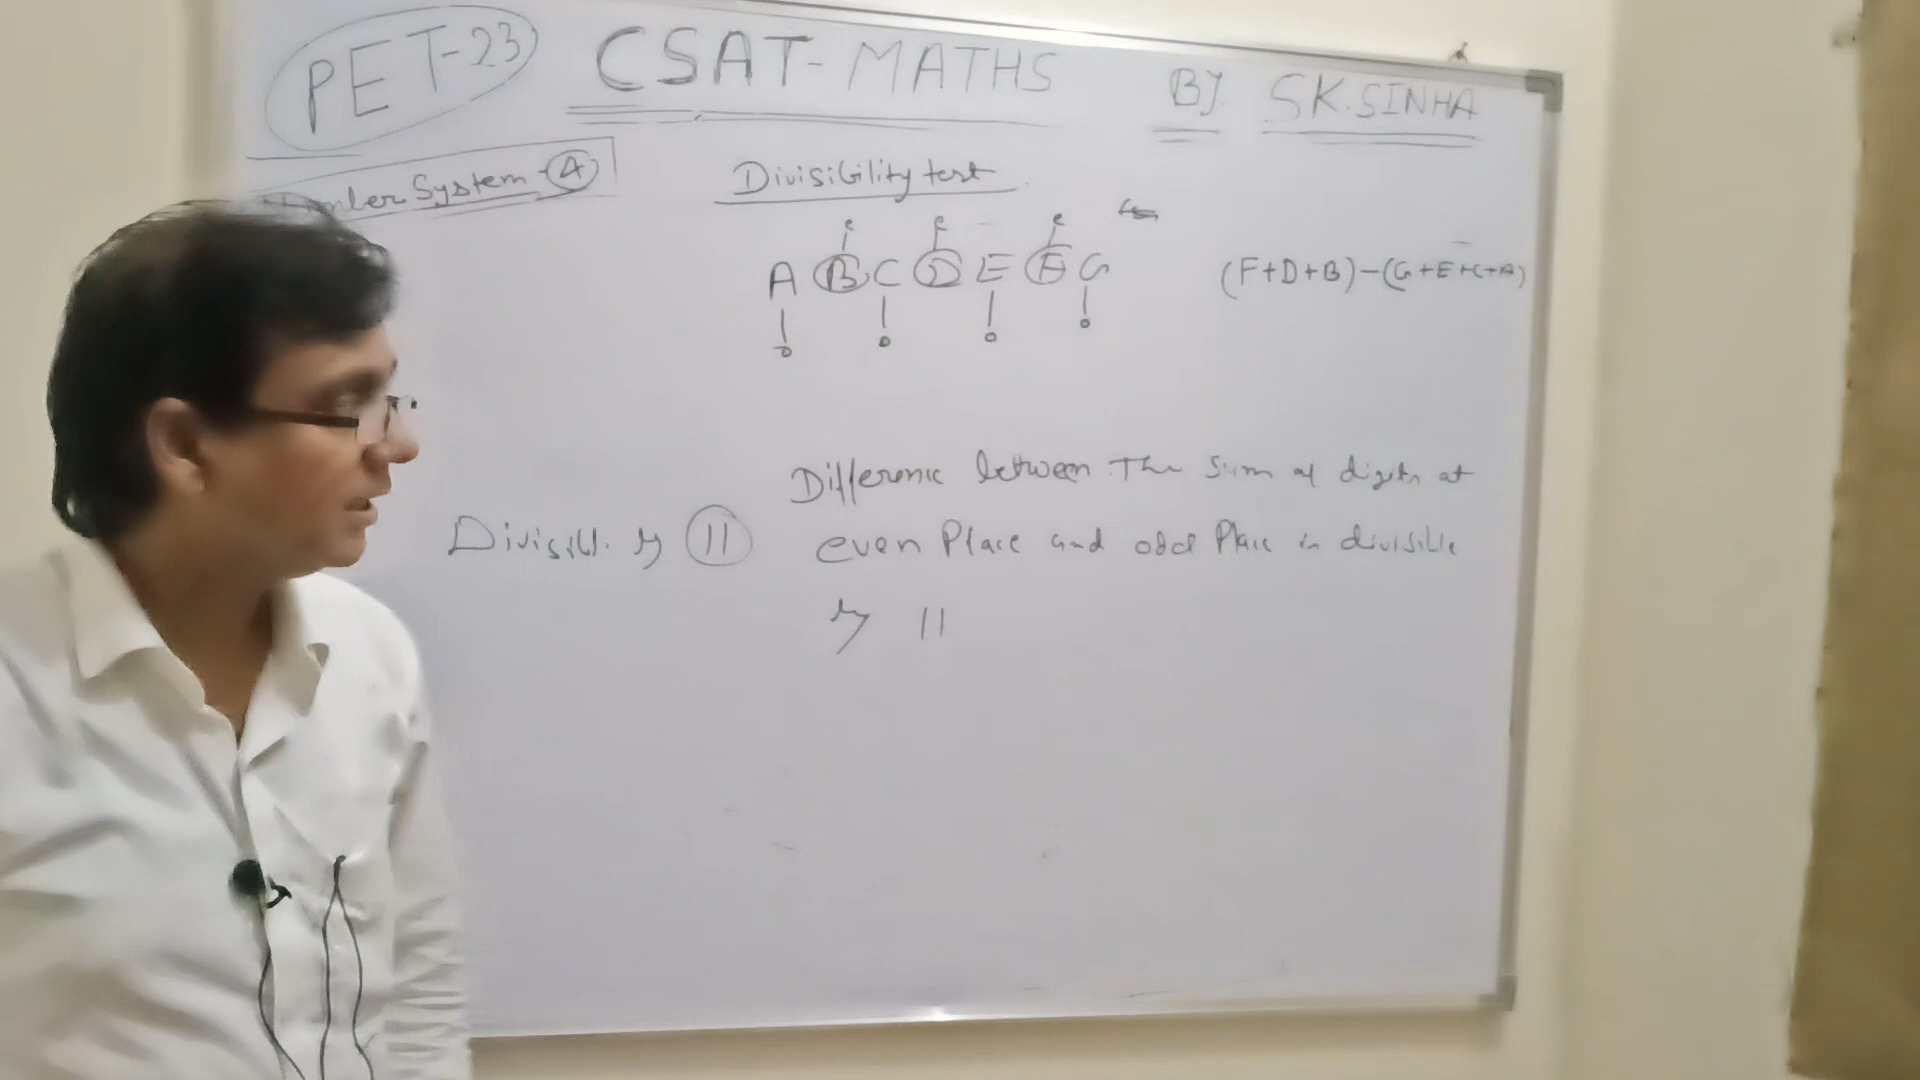 PET-23 CSAT-MATHS By SK.SINHA
Number System-4
Divisibility test
e e e
A B C D E F G (F+D+B)-(G+E+C+A)
o o o o
Difference between The sum of digits at
Divisibl. by 11 even Place and odd Place is divisible
by 11